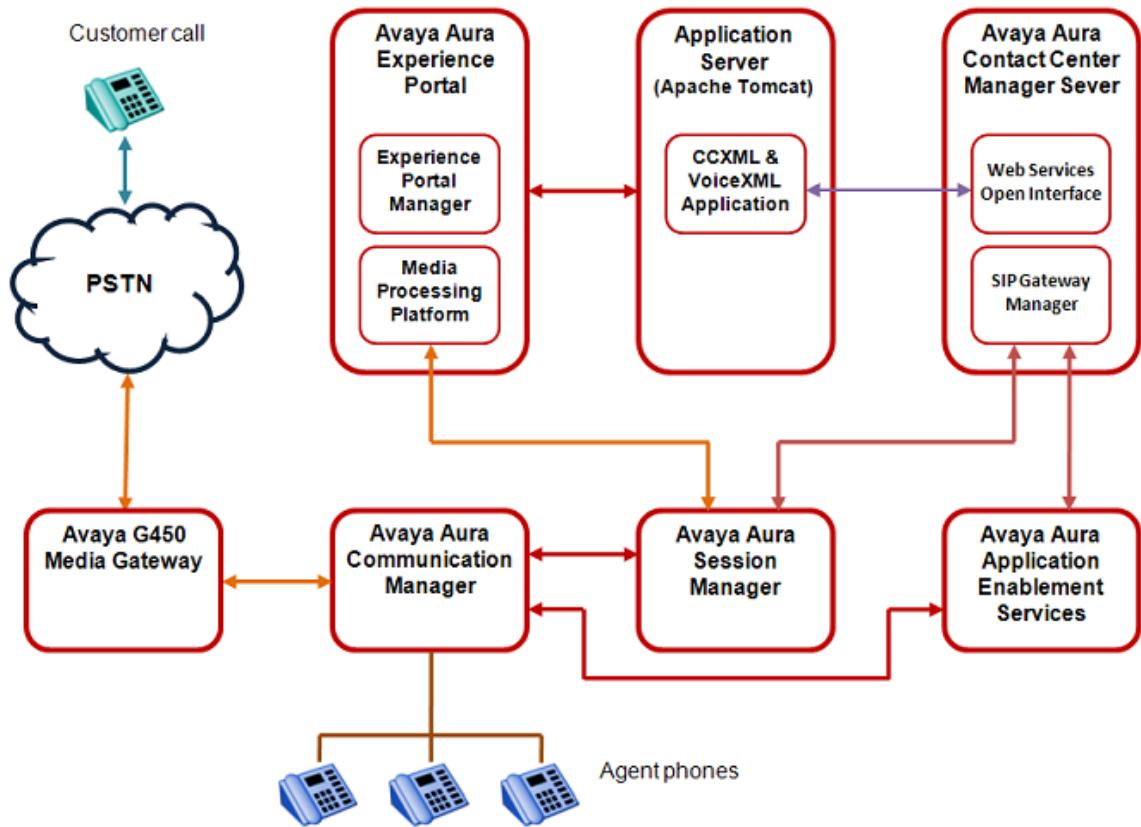 Customer call
PSTN
Avaya Aura
Experience
Portal
Experience
Portal
Manager
Media
Processing
Platform
Application
Server
(Apache Tomcat)
CCXML &
VoiceXML
Application
Avaya Aura
Contact Center
Manager Sever
Web Services
Open Interface
SIP Gateway
Manager
Avaya G450
Media Gateway
Avaya Aura
Communication
Manager
Avaya Aura
Session
Manager
Avaya Aura
Application
Enablement
Services
Agent phones